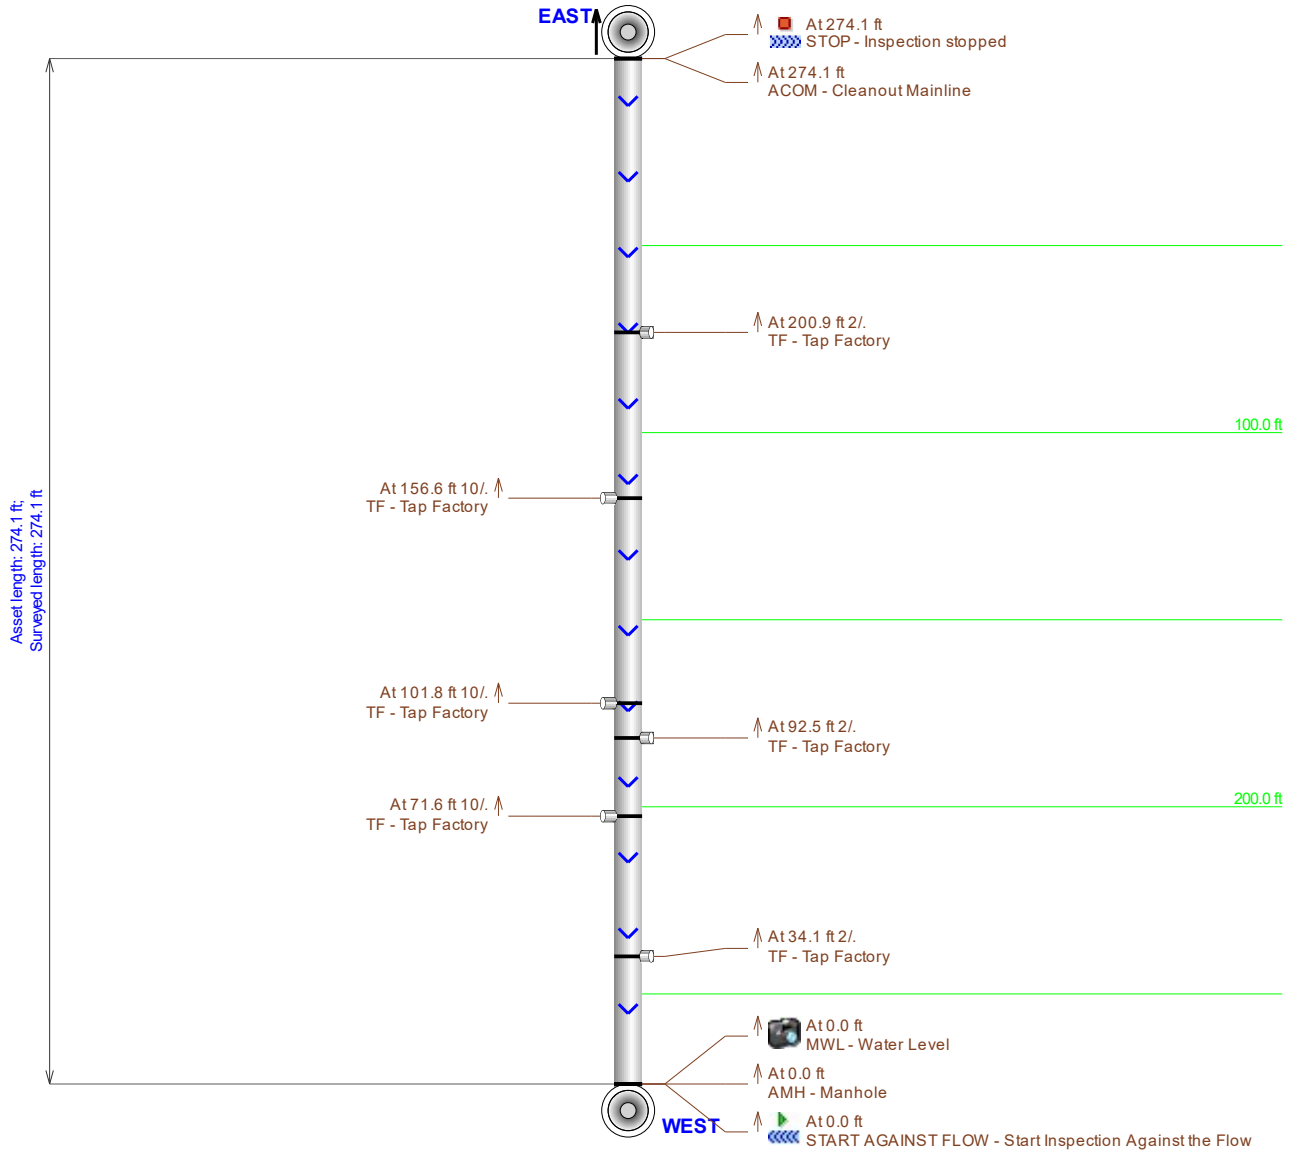 EAST
At 274.1 ft
STOP - Inspection stopped
At 274.1 ft
ACOM - Cleanout Mainline
At 200.9 ft 2/.
TF - Tap Factory
100.0 ft
At 156.6 ft 10/.
TF - Tap Factory
Asset length: 274.1 ft;
Surveyed length: 274.1 ft
At 101.8 ft 10/.
TF - Tap Factory
At 92.5 ft 2/.
TF - Tap Factory
200.0 ft
At 71.6 ft 10/.
TF - Tap Factory
At 34.1 ft 2/.
TF - Tap Factory
At 0.0 ft
MWL - Water Level
At 0.0 ft
AMH - Manhole
WEST
At 0.0 ft
START AGAINST FLOW - Start Inspection Against the Flow